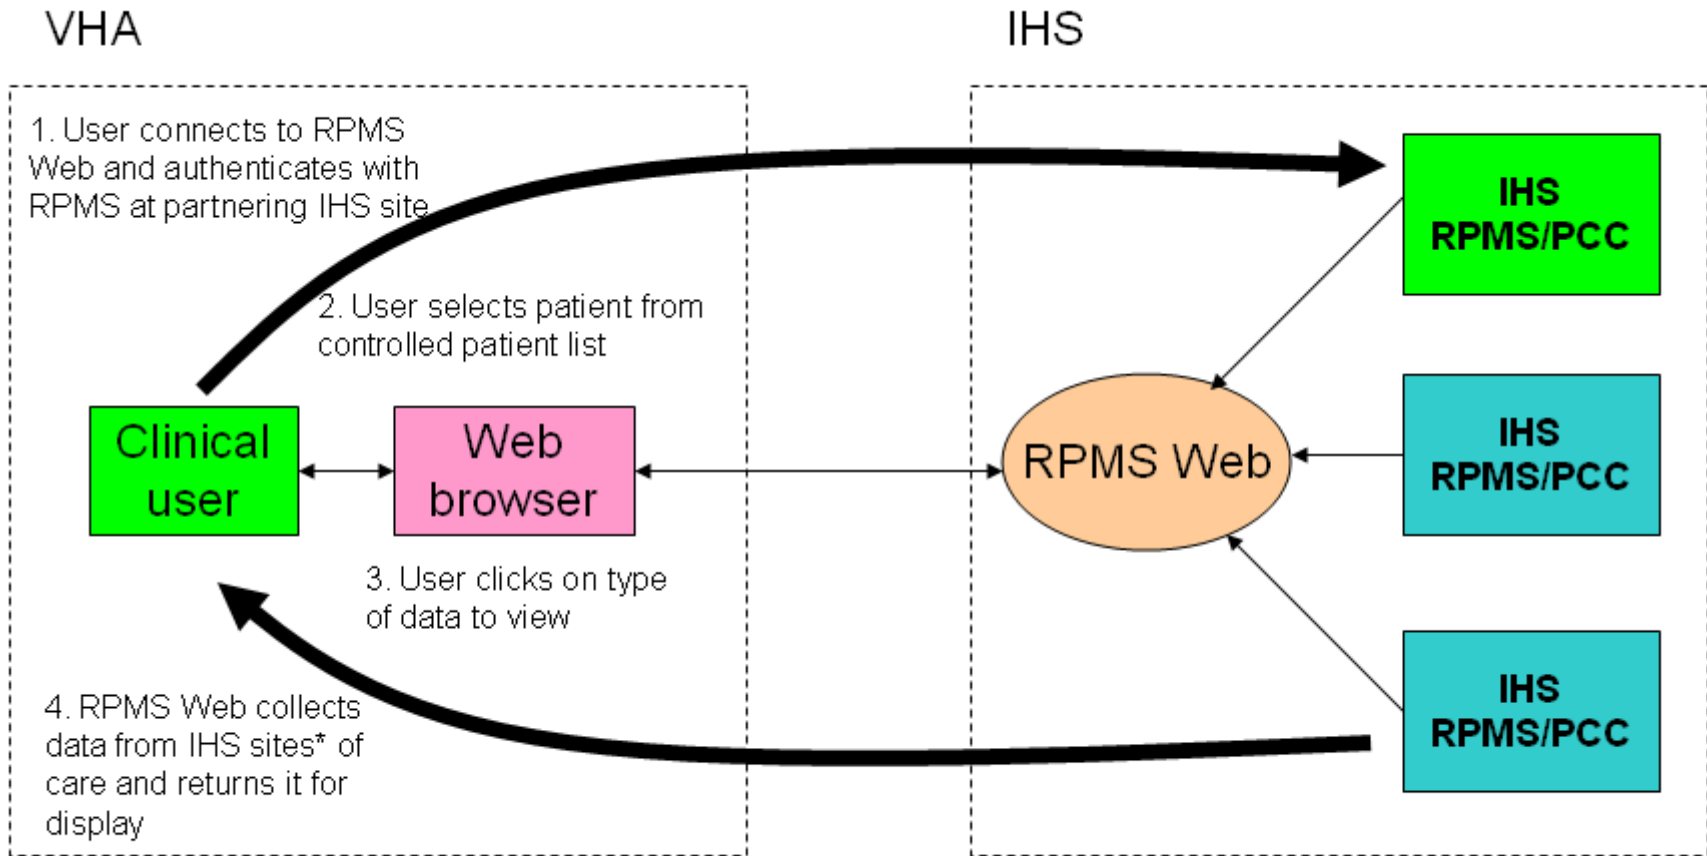 VHA
IHS
1. User connects to RPMS
Web and authenticates with
RPMS at partnering IHS site
2. User selects patient from
controlled patient list
Clinical
user
Web
browser
3. User clicks on type
of data to view
4. RPMS Web collects
data from IHS sites* of
care and returns it for
display
RPMS Web
IHS
RPMS/PCC
IHS
RPMS/PCC
IHS
RPMS/PCC